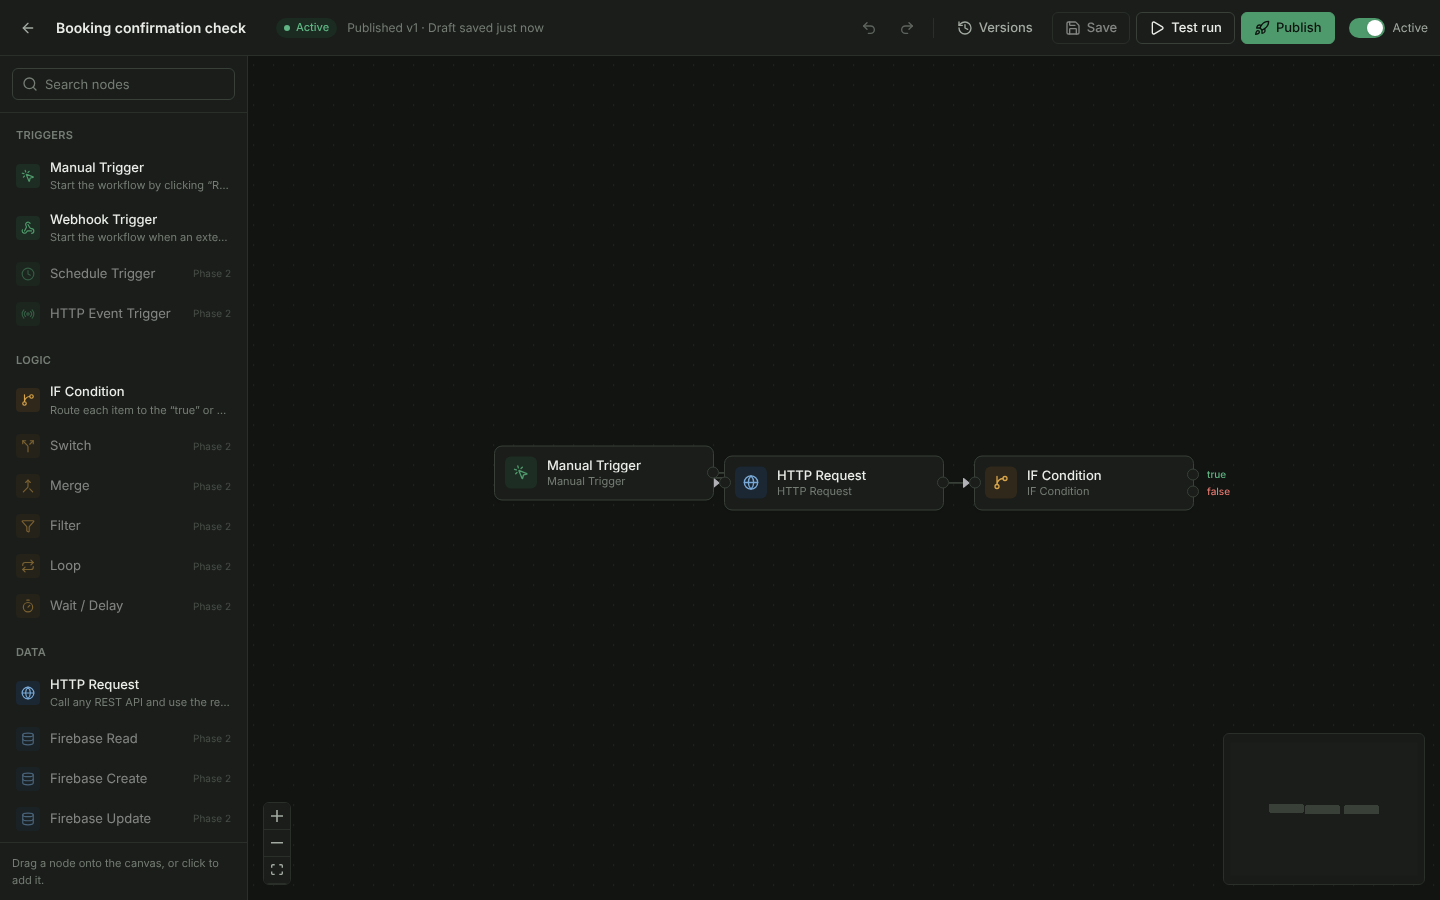 Booking confirmation check
Active
Published v1 · Draft saved just now
Versions
Save
Test run
Publish
Active
Search nodes
TRIGGERS
Manual Trigger
Start the workflow by clicking “R...
Webhook Trigger
Start the workflow when an exte...
Schedule Trigger
Phase 2
HTTP Event Trigger
Phase 2
LOGIC
IF Condition
Route each item to the “true” or ...
Switch
Phase 2
Merge
Phase 2
Filter
Phase 2
Loop
Phase 2
Wait / Delay
Phase 2
DATA
HTTP Request
Call any REST API and use the re...
Firebase Read
Phase 2
Firebase Create
Phase 2
Firebase Update
Phase 2
Drag a node onto the canvas, or click to
add it.
Manual Trigger
Manual Trigger
HTTP Request
HTTP Request
IF Condition
IF Condition
true
false